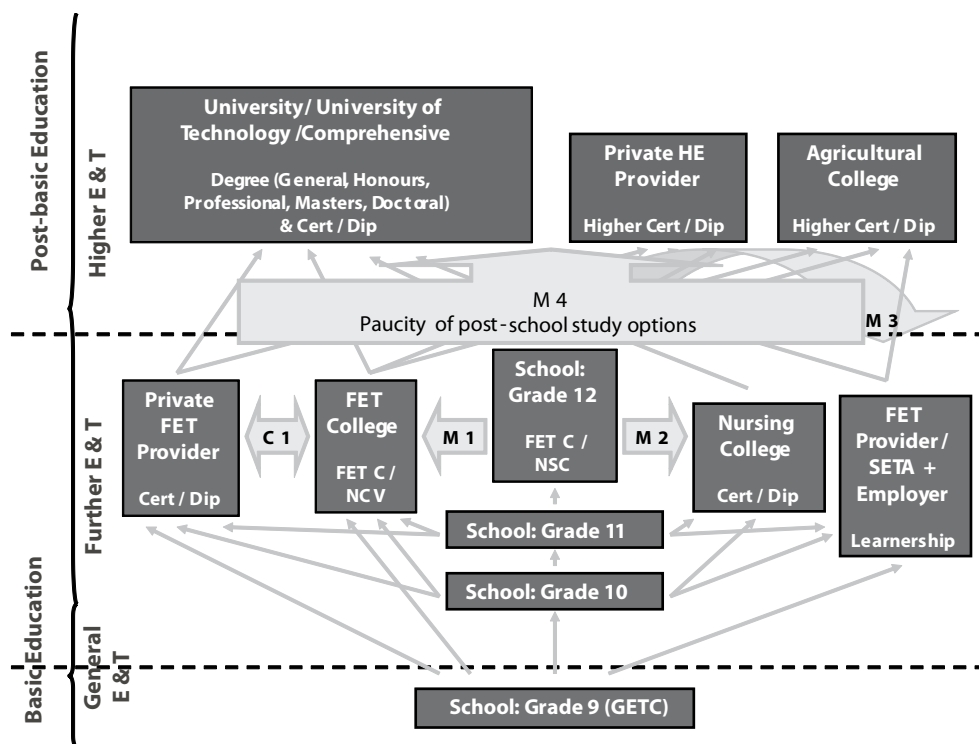 Post-basic Education
Higher E & T
University/ University of
Technology /Comprehensive
Degree (General, Honours,
Professional, Masters, Doctoral)
& Cert / Dip
Private HE
Provider
Higher Cert / Dip
Agricultural
College
Higher Cert / Dip
M 4
Paucity of post-school study options
M 3
Further E & T
Private
FET
Provider
Cert / Dip
C 1
FET
College
FET C /
NCV
M 1
School:
Grade 12
FET C /
NSC
M 2
Nursing
College
Cert / Dip
FET
Provider /
SETA +
Employer
Learnership
School: Grade 11
School: Grade 10
Basic Education
General
E & T
School: Grade 9 (GETC)